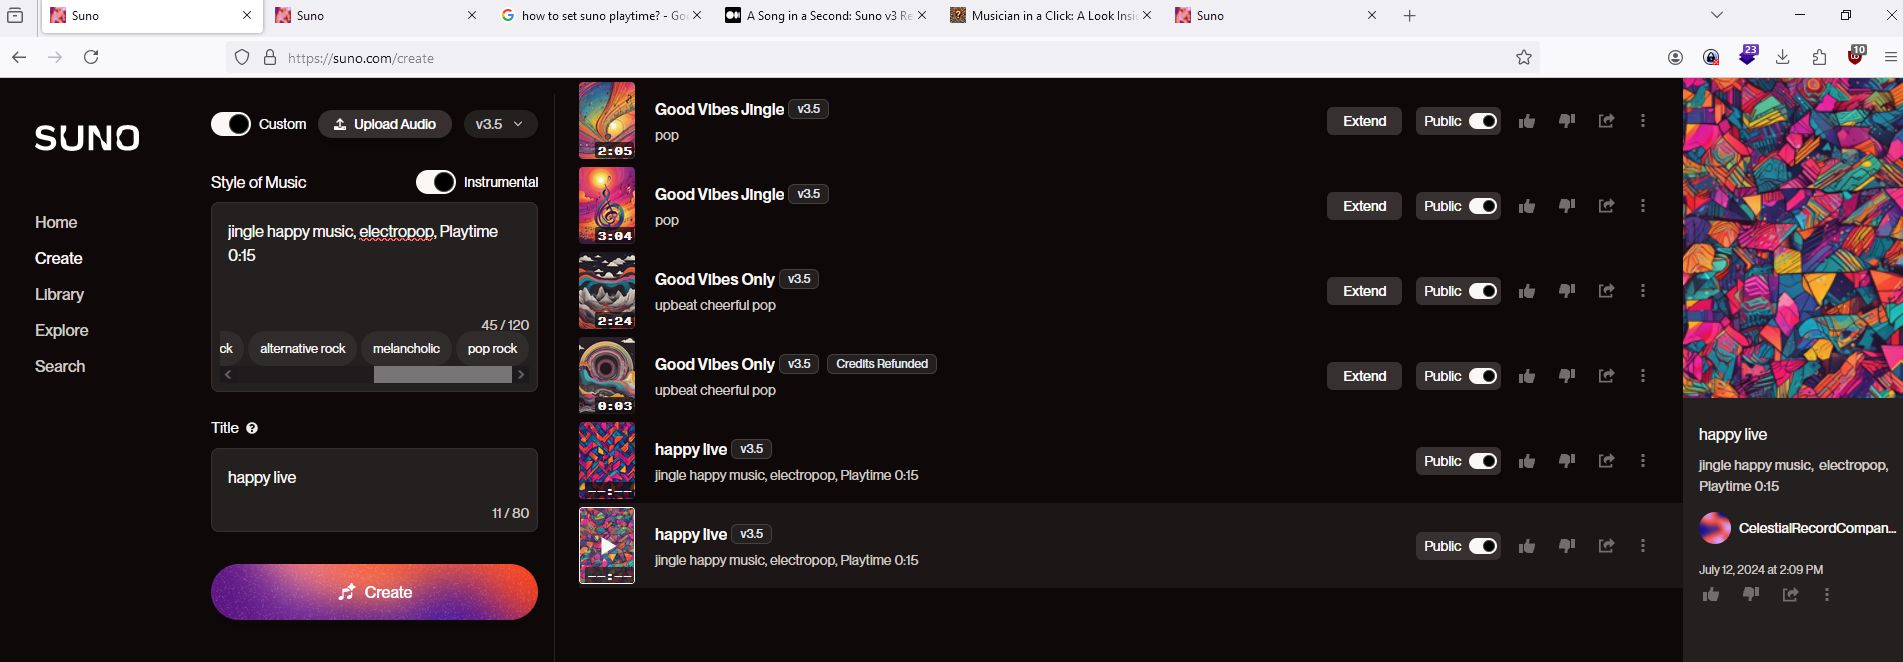 Suno
Suno
how to set suno playtime? - Goo
A Song in a Second: Suno v3 Re
Musician in a Click: A Look Insid
Suno
https://suno.com/create
23
10
SUNO
Home
Create
Library
Explore
Search
Custom
Upload Audio
v3.5
Style of Music
Instrumental
jingle happy music, electropop, Playtime
0:15
45 / 120
ck
alternative rock
melancholic
pop rock
Title
happy live
11 / 80
Create
Good Vibes Jingle v3.5
pop
2:05
Extend
Public
Good Vibes Jingle v3.5
pop
3:04
Extend
Public
Good Vibes Only v3.5
upbeat cheerful pop
2:24
Extend
Public
Good Vibes Only v3.5 Credits Refunded
upbeat cheerful pop
0:03
Extend
Public
happy live v3.5
jingle happy music, electropop, Playtime 0:15
--:--
Public
happy live v3.5
jingle happy music, electropop, Playtime 0:15
--:--
Public
happy live
jingle happy music, electropop,
Playtime 0:15
CelestialRecordCompan...
July 12, 2024 at 2:09 PM